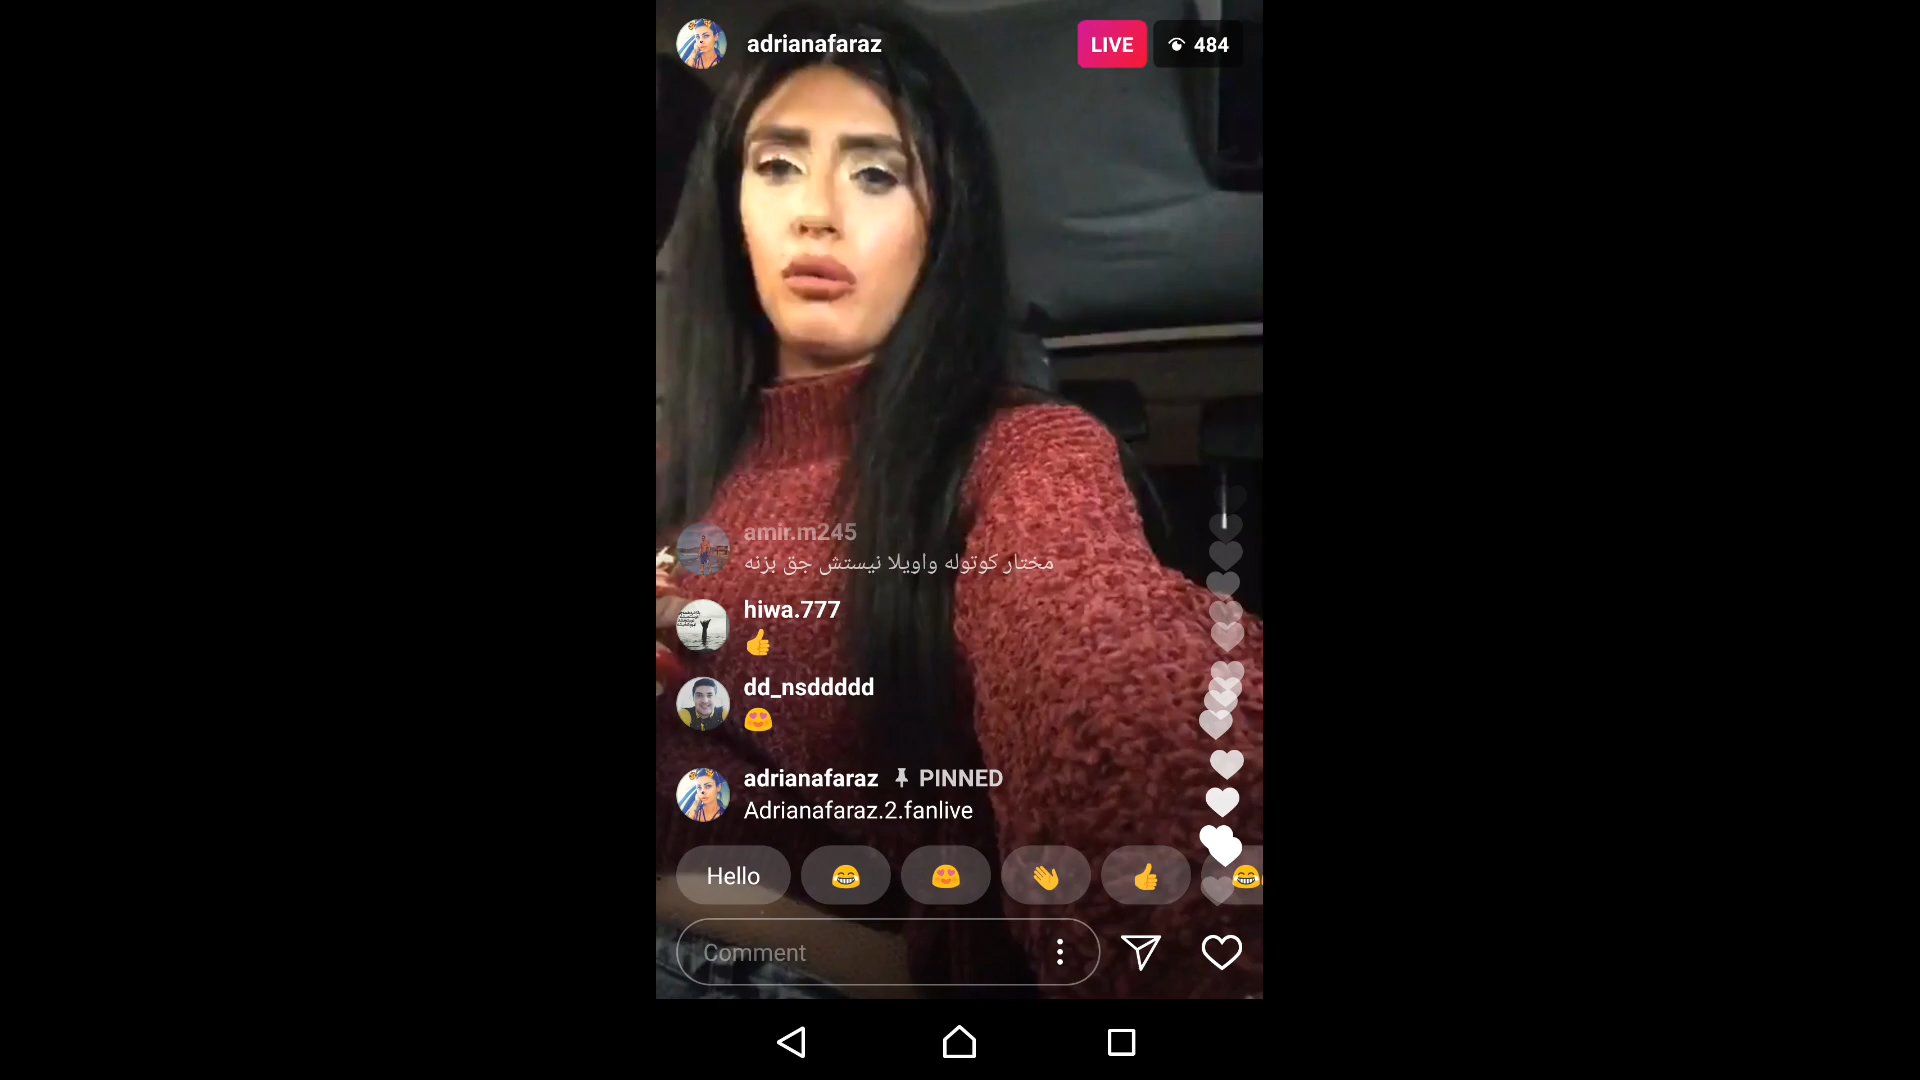 adrianafaraz
LIVE
484
amir.m245
مختار کوتوله واویلا نیستش جق بزنه
hiwa.777
👍
dd_nsddddd
😍
adrianafaraz PINNED
Adrianafaraz.2.fanlive
Hello 😂 😍 👏 👍 😂
Comment